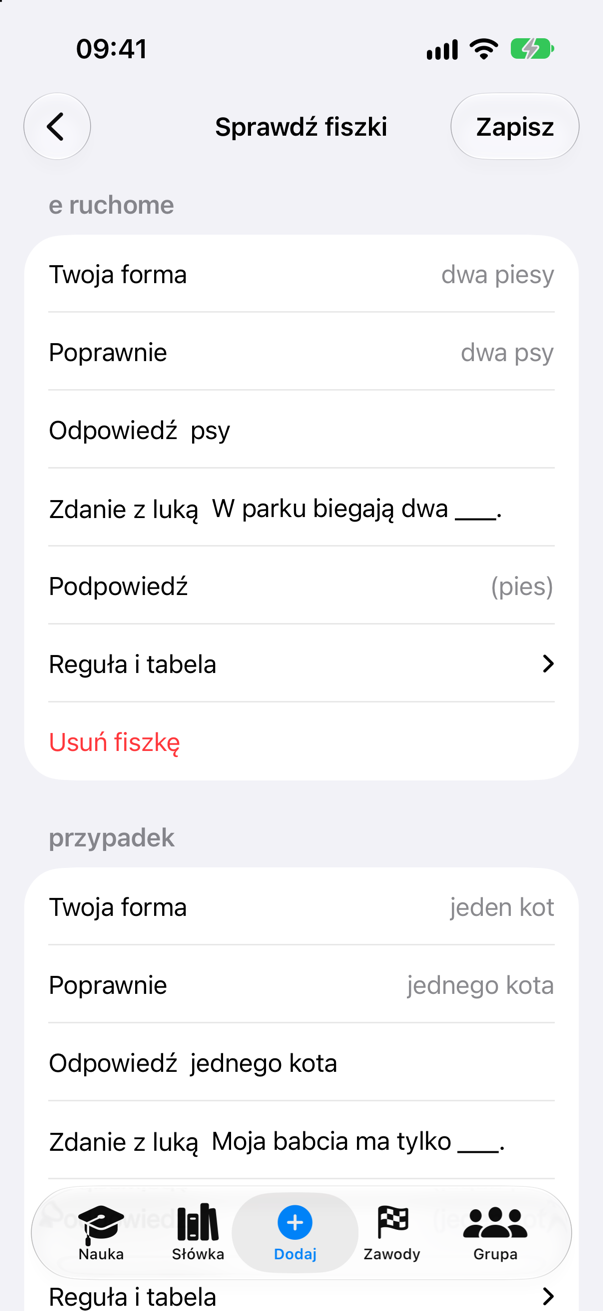 09:41
Sprawdź fiszki
Zapisz
e ruchome
Twoja forma dwa piesy
Poprawnie dwa psy
Odpowiedź psy
Zdanie z luką W parku biegają dwa ___.
Podpowiedź (pies)
Reguła i tabela
Usuń fiszkę
przypadek
Twoja forma jeden kot
Poprawnie jednego kota
Odpowiedź jednego kota
Zdanie z luką Moja babcia ma tylko ___.
Nauka Słówka Dodaj Zawody Grupa
Reguła i tabela